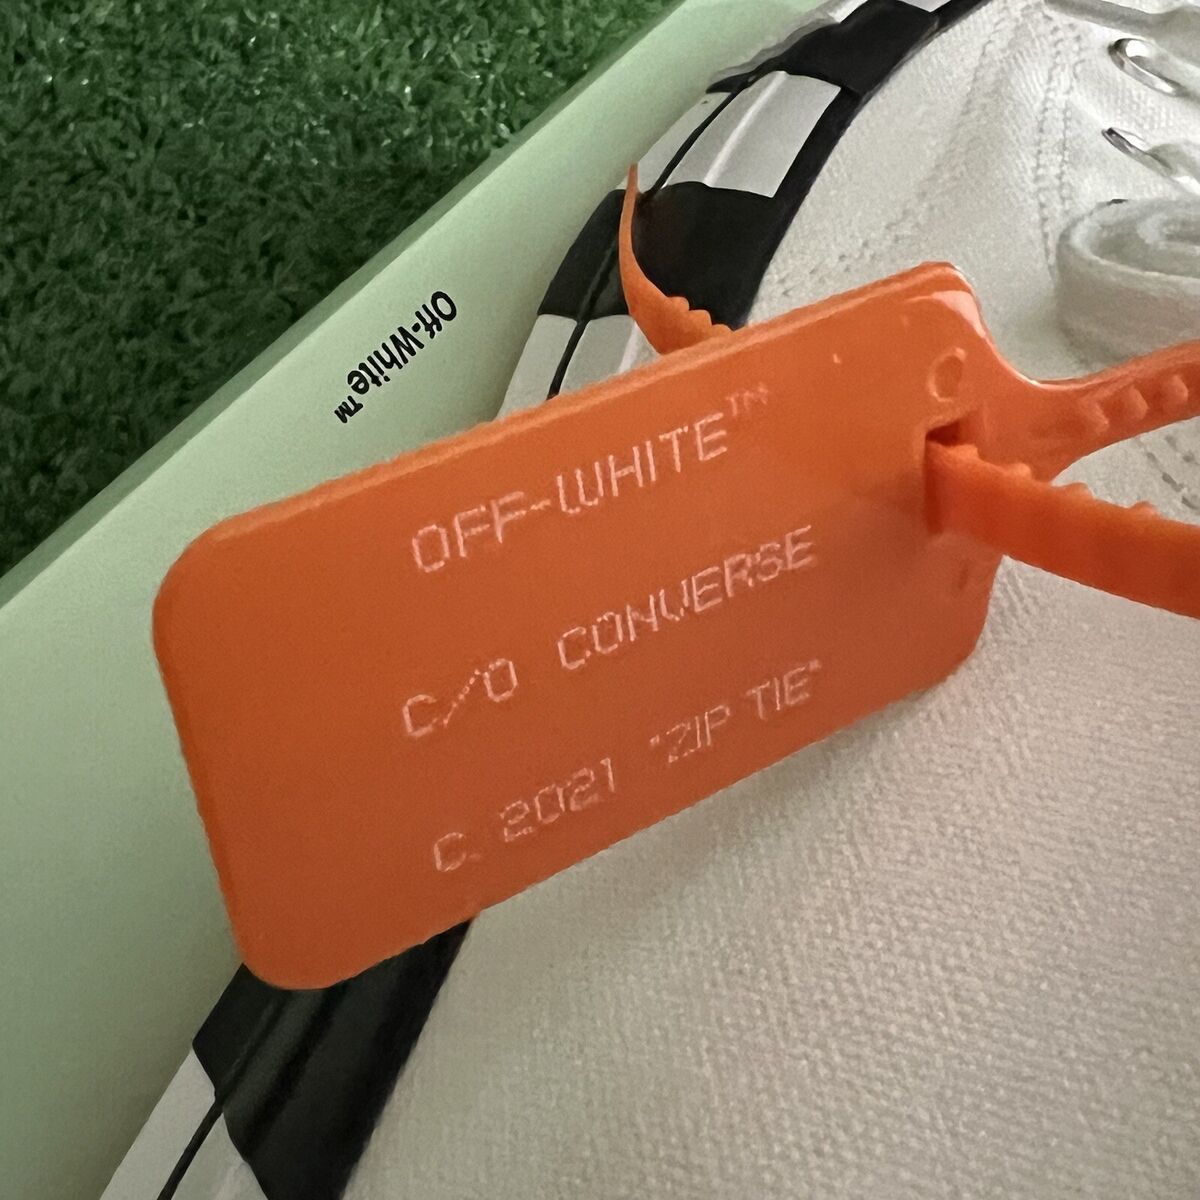 Off-White™
OFF-WHITE™
C/O CONVERSE
C. 2021 "ZIP TIE"